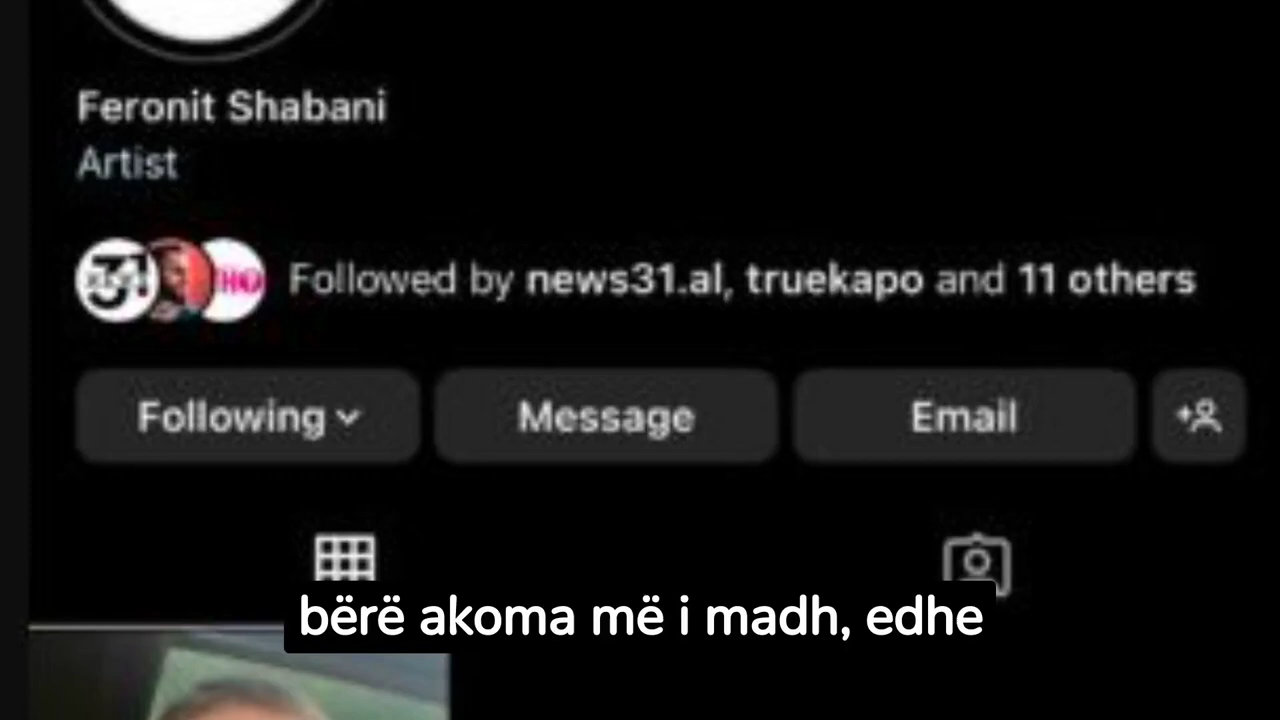 Feronit Shabani
Artist
31
Followed by news31.al, truekapo and 11 others
Following
Message
Email
bërë akoma më i madh, edhe